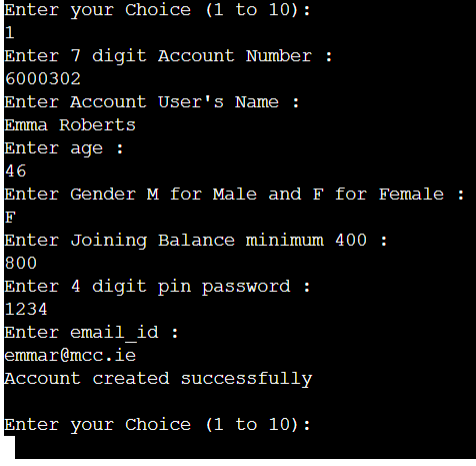 Enter your Choice (1 to 10):
1
Enter 7 digit Account Number :
6000302
Enter Account User's Name :
Emma Roberts
Enter age :
46
Enter Gender M for Male and F for Female :
F
Enter Joining Balance minimum 400 :
800
Enter 4 digit pin password :
1234
Enter email_id :
emmar@mcc.ie
Account created successfully
Enter your Choice (1 to 10):